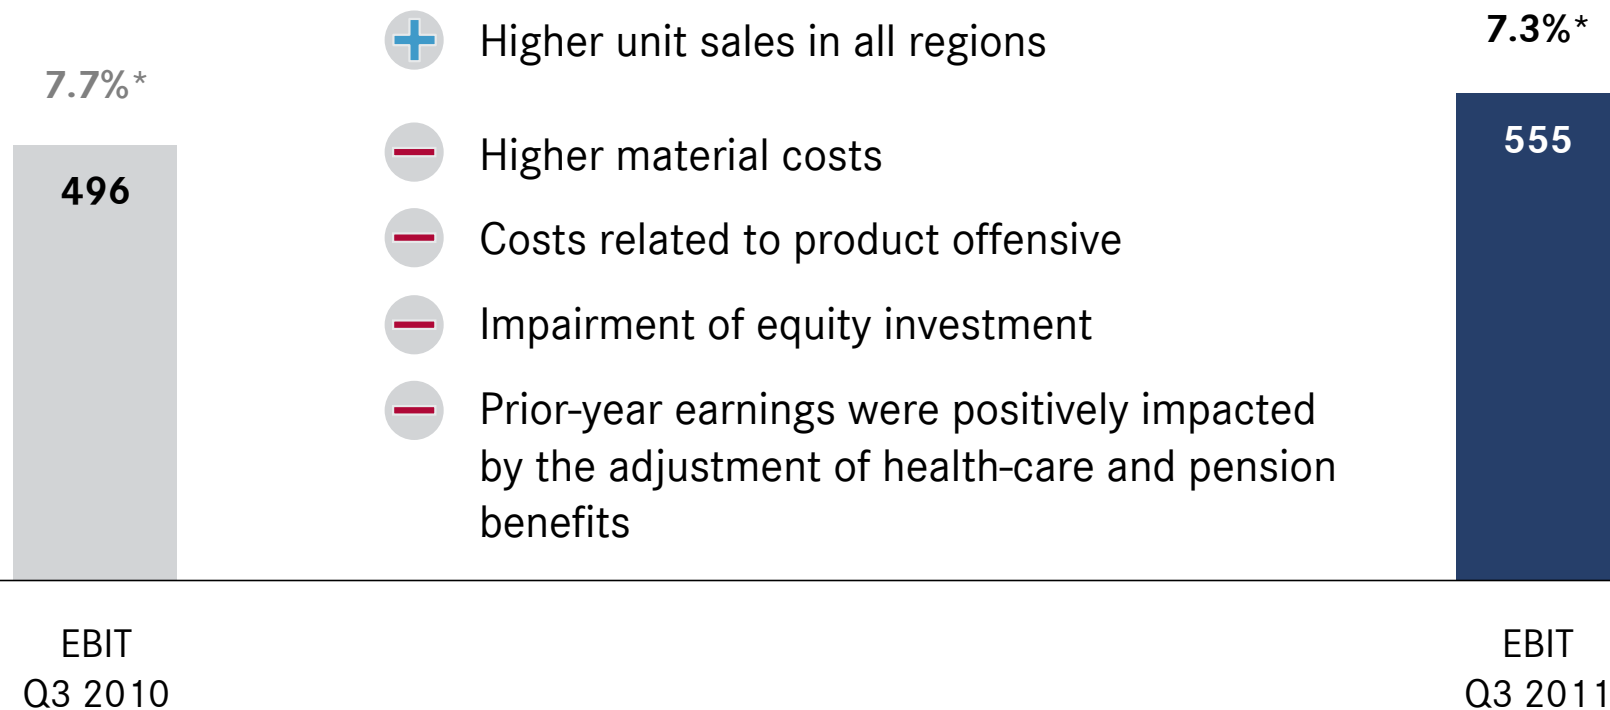 7.7%*
496
EBIT
Q3 2010
Higher unit sales in all regions
Higher material costs
Costs related to product offensive
Impairment of equity investment
Prior-year earnings were positively impacted
by the adjustment of health-care and pension
benefits
7.3%*
555
EBIT
Q3 2011